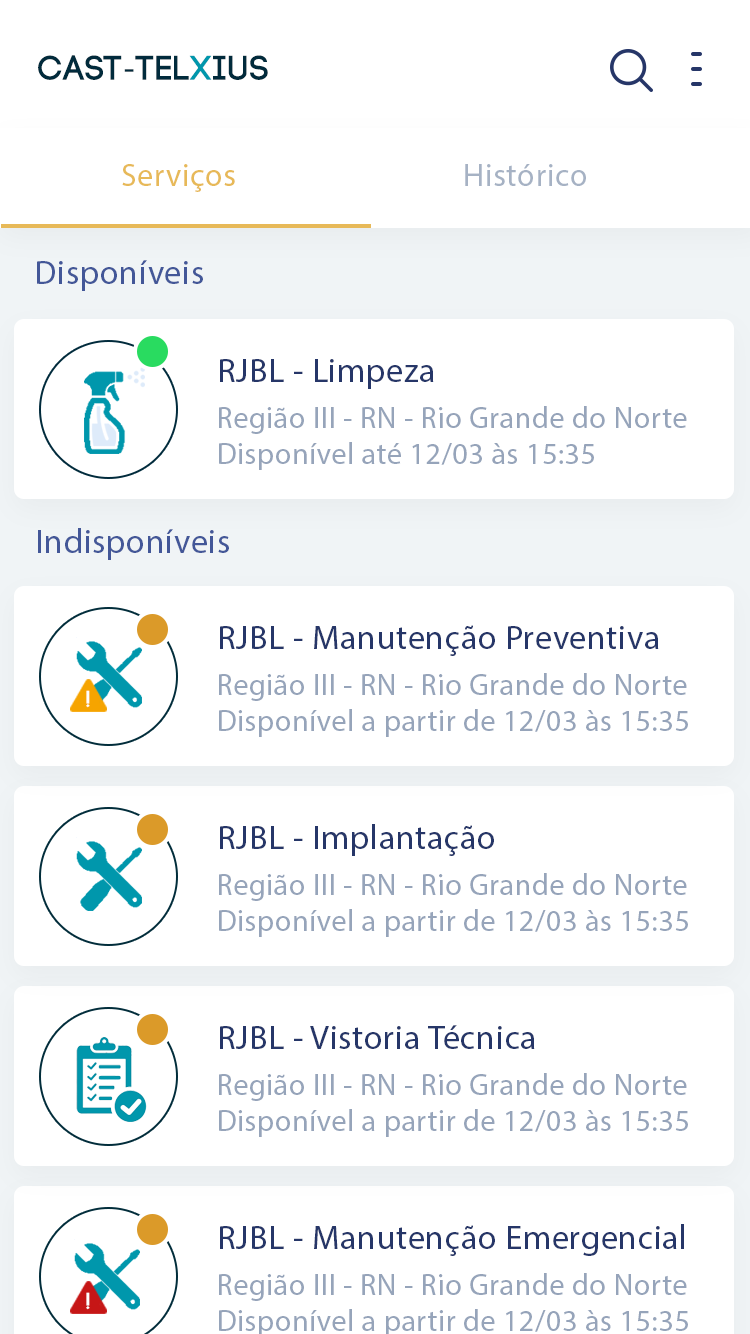 CAST-TELXIUS
Serviços
Histórico
Disponíveis
RJBL - Limpeza
Região III - RN - Rio Grande do Norte
Disponível até 12/03 às 15:35
Indisponíveis
RJBL - Manutenção Preventiva
Região III - RN - Rio Grande do Norte
Disponível a partir de 12/03 às 15:35
RJBL - Implantação
Região III - RN - Rio Grande do Norte
Disponível a partir de 12/03 às 15:35
RJBL - Vistoria Técnica
Região III - RN - Rio Grande do Norte
Disponível a partir de 12/03 às 15:35
RJBL - Manutenção Emergencial
Região III - RN - Rio Grande do Norte
Disponível a partir de 12/03 às 15:35